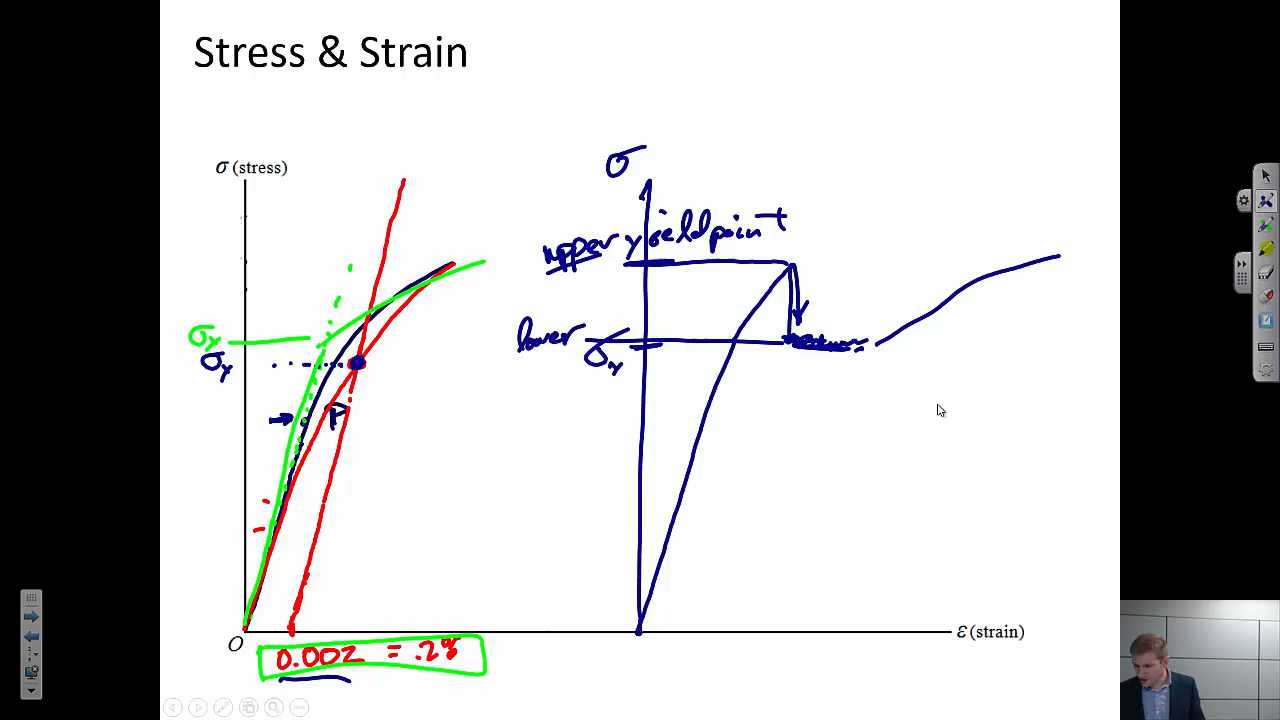 Stress & Strain
σ (stress)
σ
upper yield point
lower
σy
σy
σy
P
O
ε (strain)
0.002 = .2%